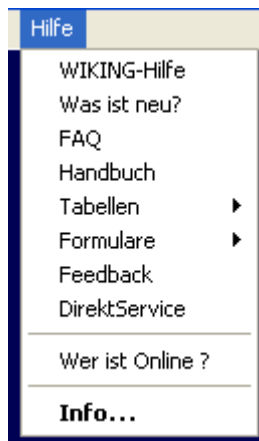 Hilfe
WIKING-Hilfe
Was ist neu?
FAQ
Handbuch
Tabellen
Formulare
Feedback
DirektService
Wer ist Online ?
Info...